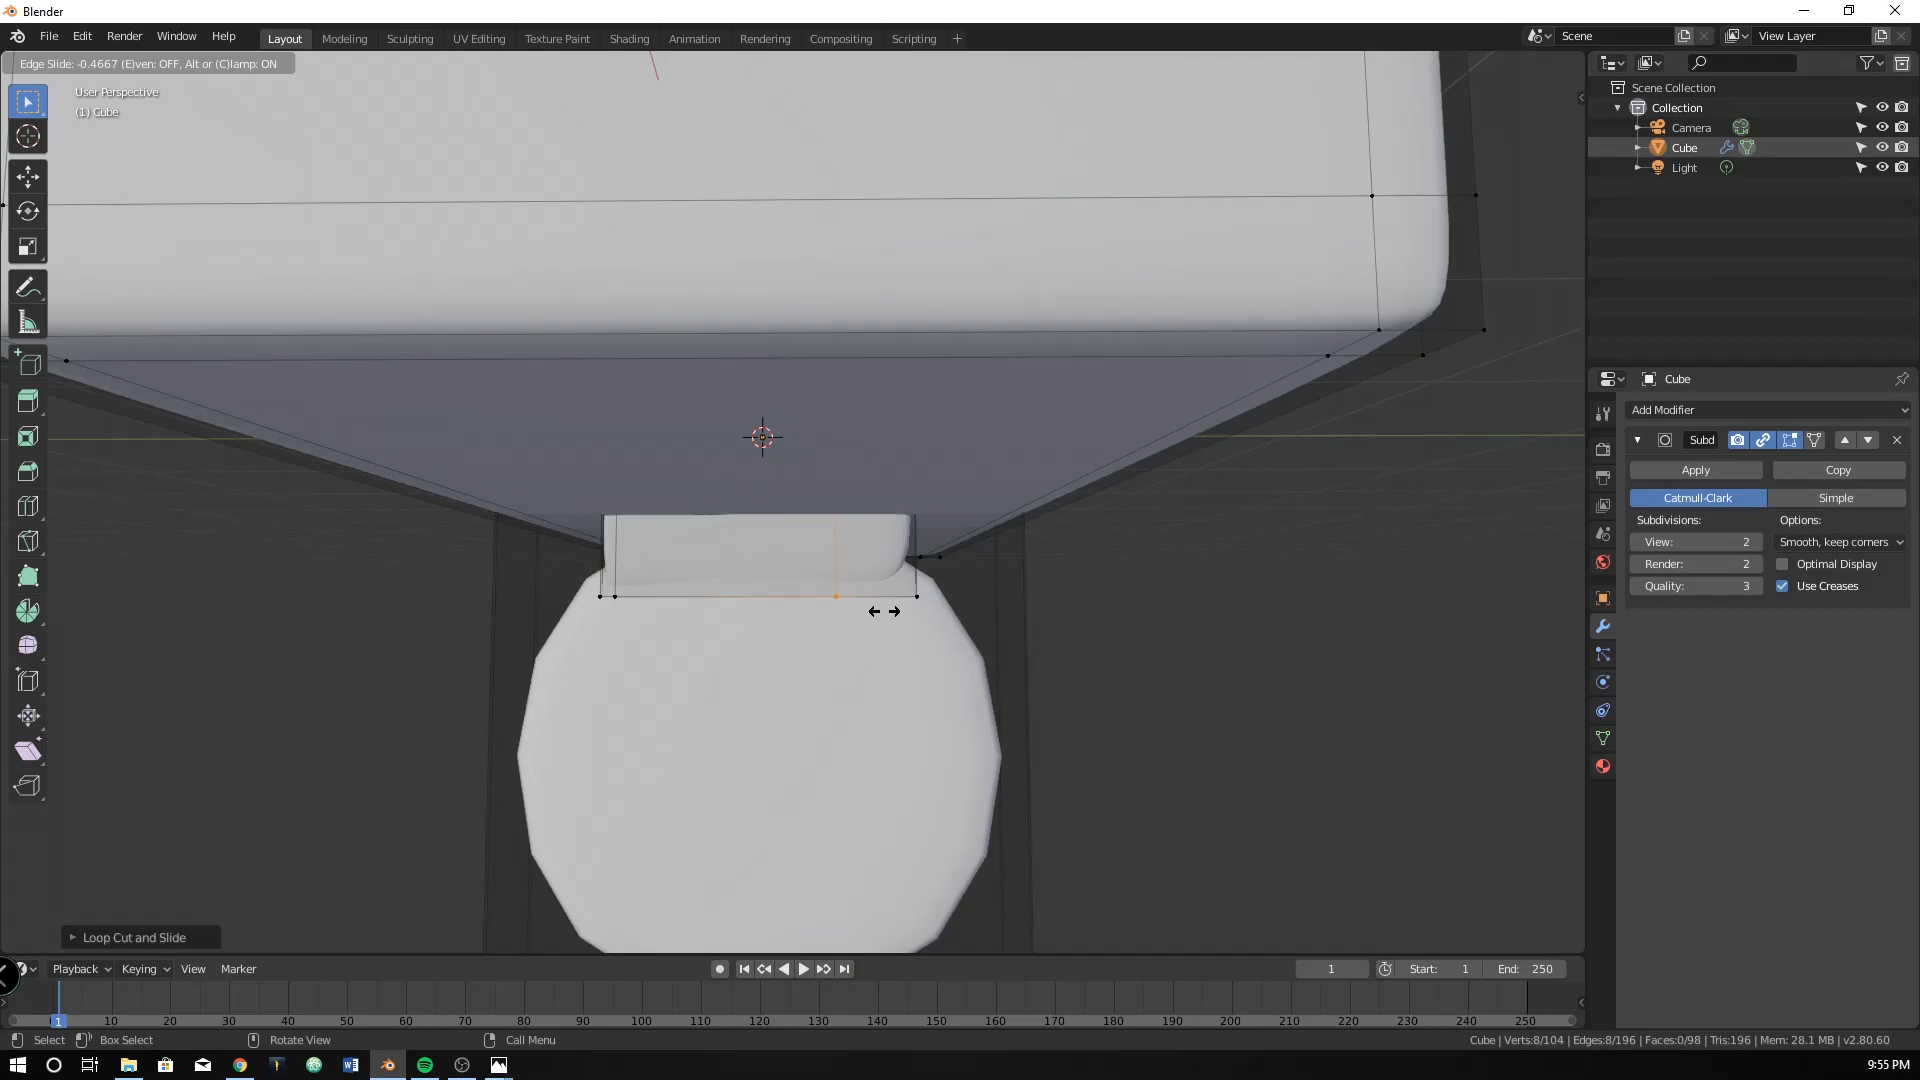 Blender
File Edit Render Window Help
Layout Modeling Sculpting UV Editing Texture Paint Shading Animation Rendering Compositing Scripting +
Scene
View Layer
Edge Slide: -0.4667 (E)ven: OFF, Alt or (C)lamp: ON
User Perspective
(1) Cube
Scene Collection
Collection
Camera
Cube
Light
Cube
Add Modifier
Subd
Apply Copy
Catmull-Clark Simple
Subdivisions: Options:
View: 2 Smooth, keep corners
Render: 2 Optimal Display
Quality: 3 Use Creases
Loop Cut and Slide
Playback Keying View Marker
1 Start: 1 End: 250
1 10 20 30 40 50 60 70 80 90 100 110 120 130 140 150 160 170 180 190 200 210 220 230 240 250
Select Box Select Rotate View Call Menu
Cube | Verts:8/104 | Edges:8/196 | Faces:0/98 | Tris:196 | Mem: 28.1 MB | v2.80.60
9:55 PM